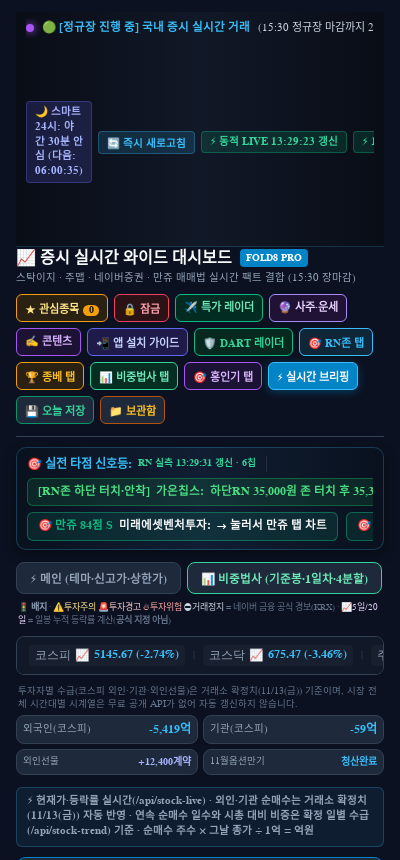 🟢 [정규장 진행 중] 국내 증시 실시간 거래 (15:30 정규장 마감까지 2
🌙 스마트 24시: 야간 30분 안심 (다음: 06:00:35)
🔄 즉시 새로고침
⚡ 동적 LIVE 13:29:23 갱신
📈 증시 실시간 와이드 대시보드 FOLD8 PRO
스탁이지 · 주맵 · 네이버증권 · 만쥬 매매법 실시간 팩트 결합 (15:30 장마감)
★ 관심종목 0 🔒 잠금 ✈️ 특가 레이더 🔮 사주·운세
✍️ 콘텐츠 📲 앱 설치 가이드 🛡️ DART 레이더 🎯 RN존 탭
🏆 종베 탭 📊 비중법사 탭 🎯 홍인기 탭 ⚡ 실시간 브리핑
💾 오늘 저장 📁 보관함
🎯 실전 타점 신호등: RN 실측 13:29:31 갱신 · 6칩
[RN존 하단 터치·안착] 가온칩스: 하단RN 35,000원 존 터치 후 35,3
🎯 만쥬 84점 S 미래에셋벤처투자: → 눌러서 만쥬 탭 차트 🎯
⚡ 메인 (테마·신고가·상한가) 📊 비중법사 (기준봉·1일차·4분할)
🚦 배지 · ⚠️투자주의 🚨투자경고 투자위험 ⛔거래정지 = 네이버 금융 공식 경보(KRX) · 📈5일/20
일 = 일봉 누적 등락률 계산(공식 지정 아님)
코스피 📈 5145.67 (-2.74%) | 코스닥 📈 675.47 (-3.46%) |
투자자별 수급(코스피 외인·기관·외인선물)은 거래소 확정치(11/13(금)) 기준이며, 시장 전
체 시간대별 시계열은 무료 공개 API가 없어 자동 갱신하지 않습니다.
외국인(코스피) -5,419억 기관(코스피) -59억
외인선물 +12,400계약 11월옵션만기 청산완료
⚡ 현재가·등락률 실시간(/api/stock-live) · 외인·기관 순매수는 거래소 확정치
(11/13(금)) 자동 반영 · 연속 순매수 일수와 시총 대비 비중은 확정 일별 수급
(/api/stock-trend) 기준 · 순매수 주수 × 그날 종가 ÷ 1억 = 억원